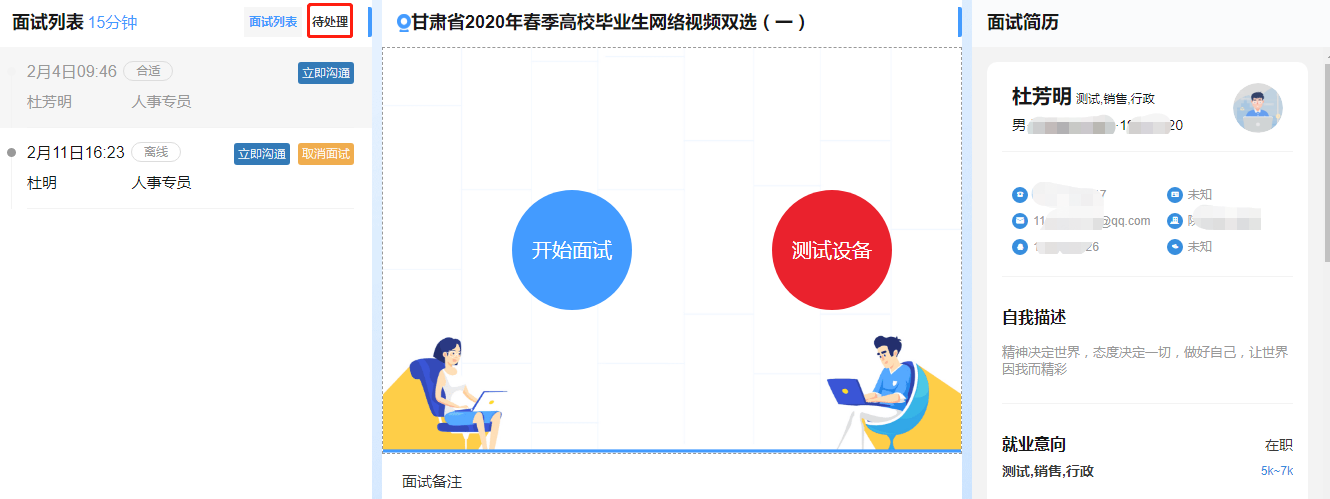 面试列表 15分钟 面试列表 待处理
2月4日09:46 合适 立即沟通
杜芳明 人事专员
2月11日16:23 离线 立即沟通 取消面试
杜明 人事专员
甘肃省2020年春季高校毕业生网络视频双选（一）
开始面试 测试设备
面试备注
面试简历
杜芳明 测试,销售,行政
男
未知
@qq.com
未知
自我描述
精神决定世界，态度决定一切，做好自己，让世界
因我而精彩
就业意向 在职
测试,销售,行政 5k~7k